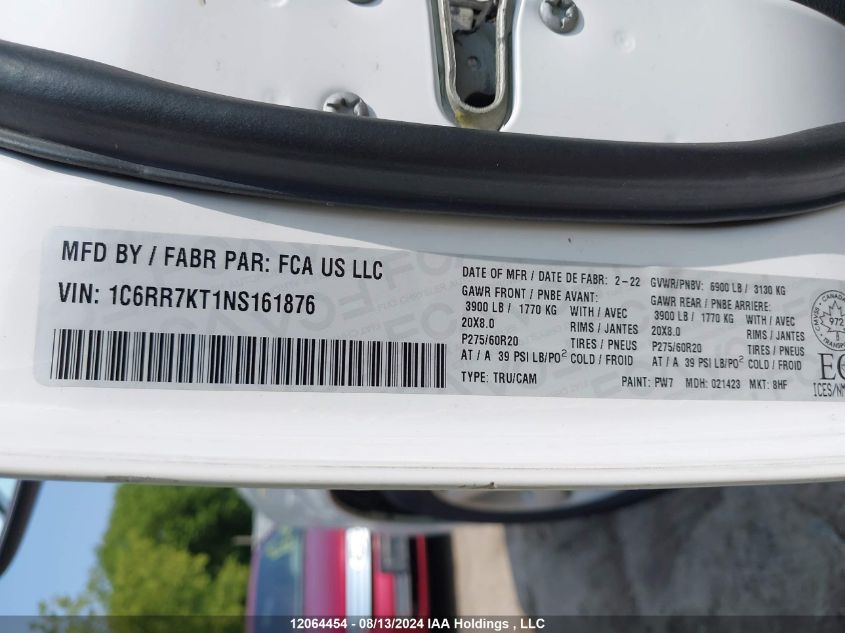 MFD BY / FABR PAR: FCA US LLC
VIN: 1C6RR7KT1NS161876
DATE OF MFR / DATE DE FABR: 2-22
GAWR FRONT / PNBE AVANT:
3900 LB / 1770 KG WITH / AVEC
20X8.0 RIMS / JANTES
P275/60R20 TIRES / PNEUS
AT / A 39 PSI LB/PO² COLD / FROID
TYPE: TRU/CAM
GVWR/PNBV: 6900 LB / 3130 KG
GAWR REAR / PNBE ARRIERE:
3900 LB / 1770 KG WITH / AVEC
20X8.0 RIMS / JANTES
P275/60R20 TIRES / PNEUS
AT / A 39 PSI LB/PO² COLD / FROID
PAINT: PW7 MDH: 021423 MKT: 8HF
CANADA
972
ICES/NM
12064454 - 08/13/2024 IAA Holdings , LLC